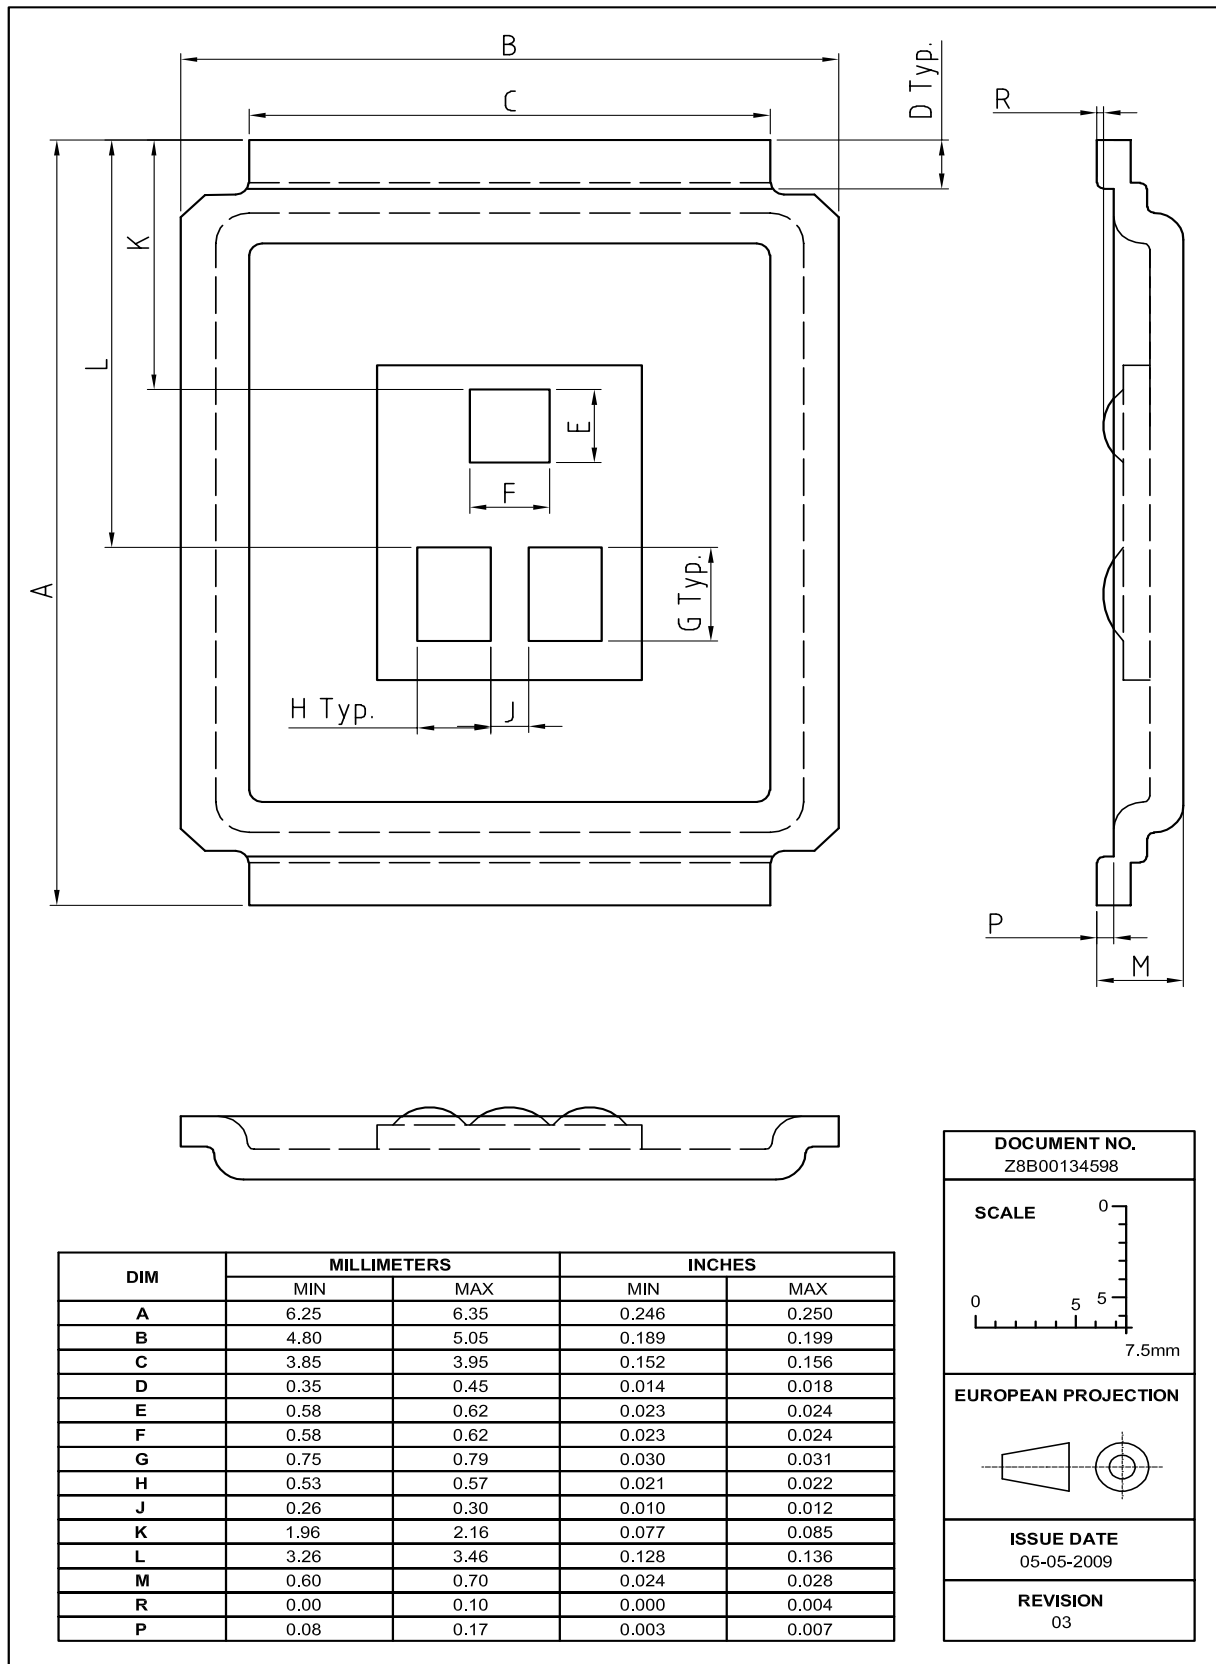 B
C
D Typ.
R
K
L
E
F
A
G Typ.
H Typ.
J
P
M
DIM MILLIMETERS INCHES
MIN MAX MIN MAX
A 6.25 6.35 0.246 0.250
B 4.80 5.05 0.189 0.199
C 3.85 3.95 0.152 0.156
D 0.35 0.45 0.014 0.018
E 0.58 0.62 0.023 0.024
F 0.58 0.62 0.023 0.024
G 0.75 0.79 0.030 0.031
H 0.53 0.57 0.021 0.022
J 0.26 0.30 0.010 0.012
K 1.96 2.16 0.077 0.085
L 3.26 3.46 0.128 0.136
M 0.60 0.70 0.024 0.028
R 0.00 0.10 0.000 0.004
P 0.08 0.17 0.003 0.007
DOCUMENT NO.
Z8B00134598
SCALE
0
0 5 5
7.5mm
EUROPEAN PROJECTION
ISSUE DATE
05-05-2009
REVISION
03